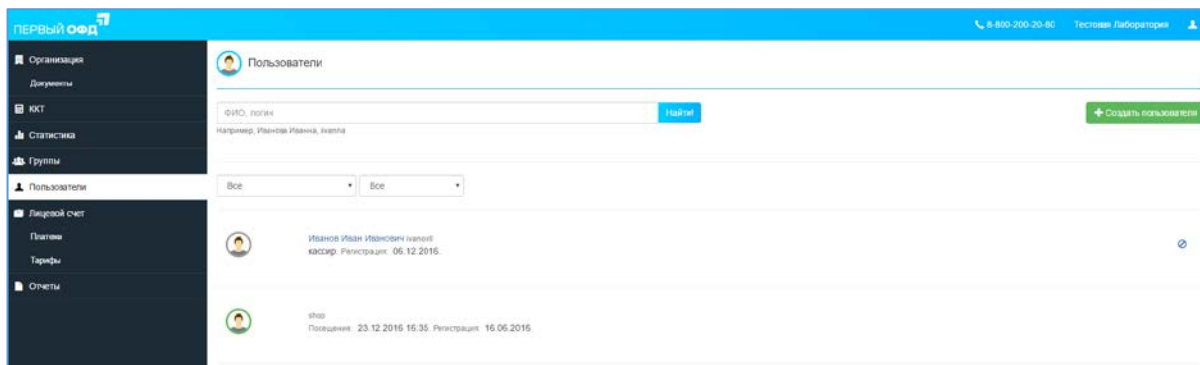 ПЕРВЫЙ ОФД
8-800-200-20-60 Тестовая Лаборатория
Организация
Документы
ККТ
Статистика
Группы
Пользователи
Лицевой счет
Платежи
Тарифы
Отчеты
Пользователи
ФИО, логин
Найти!
Создать пользователя
Например, Иванова Иванна, ivanna
Все Все
Иванов Иван Иванович ivanovII
кассир. Регистрация: 06.12.2016.
shop
Посещение: 23.12.2016 16:35. Регистрация: 16.06.2016.